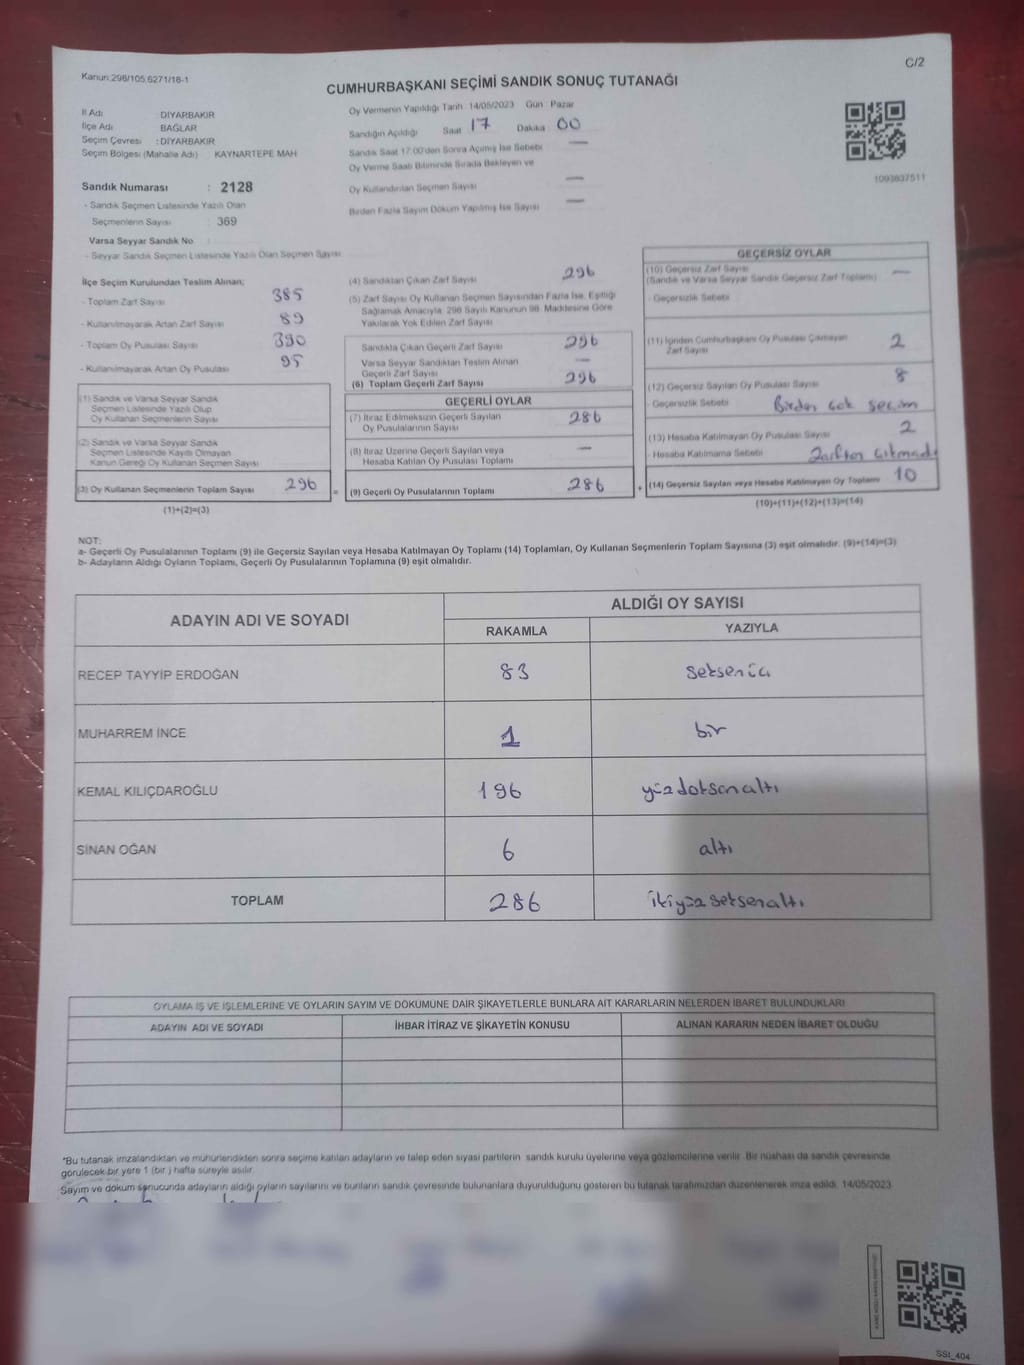 C/2
Kanun:298/105,6271/18-1
CUMHURBAŞKANI SEÇİMİ SANDIK SONUÇ TUTANAĞI
İl Adı DİYARBAKIR
İlçe Adı BAĞLAR
Seçim Çevresi : DİYARBAKIR
Seçim Bölgesi (Mahalle Adı) KAYNARTEPE MAH
Sandık Numarası : 2128
- Sandık Seçmen Listesinde Yazılı Olan
Seçmenlerin Sayısı 369
Varsa Seyyar Sandık No
- Seyyar Sandık Seçmen Listesinde Yazılı Olan Seçmen Sayısı
Oy Vermenin Yapıldığı Tarih 14/05/2023 Gün Pazar
Sandığın Açıldığı Saat 17 Dakika 00
Sandık Saat 17:00'den Sonra Açımış İse Sebebi —
Oy Verme Saati Bitiminde Sırada Bekleyen ve
Oy Kullandırılan Seçmen Sayısı —
Birden Fazla Sayım Döküm Yapılmış İse Sayısı —
1093837511
İlçe Seçim Kurulundan Teslim Alınan;
- Toplam Zarf Sayısı 385
- Kullanılmayarak Artan Zarf Sayısı 89
- Toplam Oy Pusulası Sayısı 390
- Kullanılmayarak Artan Oy Pusulası 95
(1) Sandık ve Varsa Seyyar Sandık
Seçmen Listesinde Yazılı Olup
Oy Kullanan Seçmenlerin Sayısı
(2) Sandık ve Varsa Seyyar Sandık
Seçmen Listesinde Kayıtlı Olmayan
Kanun Gereği Oy Kullanan Seçmen Sayısı
(3) Oy Kullanan Seçmenlerin Toplam Sayısı 296
(1)+(2)=(3)
=
(4) Sandıktan Çıkan Zarf Sayısı 296
(5) Zarf Sayısı Oy Kullanan Seçmen Sayısından Fazla İse, Eşitliği
Sağlamak Amacıyla, 298 Sayılı Kanunun 98. Maddesine Göre
Yakılarak Yok Edilen Zarf Sayısı
Sandıkta Çıkan Geçerli Zarf Sayısı 296
Varsa Seyyar Sandıktan Teslim Alınan
Geçerli Zarf Sayısı —
(6) Toplam Geçerli Zarf Sayısı 296
GEÇERLİ OYLAR
(7) İtiraz Edilmeksizin Geçerli Sayılan
Oy Pusulalarının Sayısı 286
(8) İtiraz Üzerine Geçerli Sayılan veya
Hesaba Katılan Oy Pusulası Toplamı —
(9) Geçerli Oy Pusulalarının Toplamı 286
+
GEÇERSİZ OYLAR
(10) Geçersiz Zarf Sayısı —
(Sandık ve Varsa Seyyar Sandık Geçersiz Zarf Toplamı)
- Geçersizlik Sebebi
(11) İçinden Cumhurbaşkanı Oy Pusulası Çıkmayan
Zarf Sayısı 2
(12) Geçersiz Sayılan Oy Pusulası Sayısı 8
- Geçersizlik Sebebi Birden çok seçim
(13) Hesaba Katılmayan Oy Pusulası Sayısı 2
- Hesaba Katılmama Sebebi Zarftan çıkmadı
(14) Geçersiz Sayılan veya Hesaba Katılmayan Oy Toplamı 10
(10)+(11)+(12)+(13)=(14)
NOT:
a- Geçerli Oy Pusulalarının Toplamı (9) ile Geçersiz Sayılan veya Hesaba Katılmayan Oy Toplamı (14) Toplamları, Oy Kullanan Seçmenlerin Toplam Sayısına (3) eşit olmalıdır. (9)+(14)=(3)
b- Adayların Aldığı Oyların Toplamı, Geçerli Oy Pusulalarının Toplamına (9) eşit olmalıdır.
ADAYIN ADI VE SOYADI ALDIĞI OY SAYISI
RAKAMLA YAZIYLA
RECEP TAYYİP ERDOĞAN 83 seksenüç
MUHARREM İNCE 1 bir
KEMAL KILIÇDAROĞLU 196 yüzdoksanaltı
SİNAN OĞAN 6 altı
TOPLAM 286 ikiyüzseksenaltı
OYLAMA İŞ VE İŞLEMLERİNE VE OYLARIN SAYIM VE DÖKÜMÜNE DAİR ŞİKAYETLERLE BUNLARA AİT KARARLARIN NELERDEN İBARET BULUNDUKLARI
ADAYIN ADI VE SOYADI İHBAR İTİRAZ VE ŞİKAYETİN KONUSU ALINAN KARARIN NEDEN İBARET OLDUĞU
*Bu tutanak imzalandıktan ve mühürlendikten sonra seçime katılan adayların ve talep eden siyasi partilerin sandık kurulu üyelerine veya gözlemcilerine verilir. Bir nüshası da sandık çevresinde
görülecek bir yere 1 (bir ) hafta süreyle asılır.
Sayım ve döküm sonucunda adayların aldığı oyların sayılarını ve bunların sandık çevresinde bulunanlara duyurulduğunu gösteren bu tutanak tarafımızdan düzenlenerek imza edildi. 14/05/2023
SSt_404